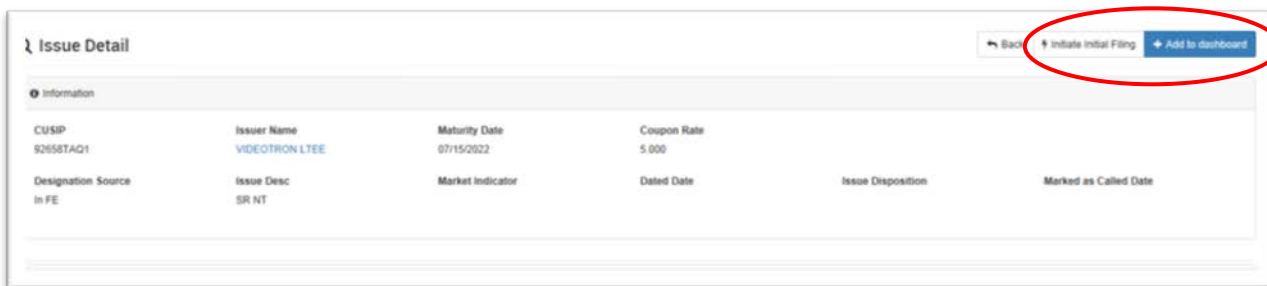 Issue Detail
Back Initiate Initial Filing + Add to dashboard
Information
CUSIP Issuer Name Maturity Date Coupon Rate
92658TAQ1 VIDEOTRON LTEE 07/15/2022 5.000
Designation Source Issue Desc Market Indicator Dated Date Issue Disposition Marked as Called Date
In FE SR NT